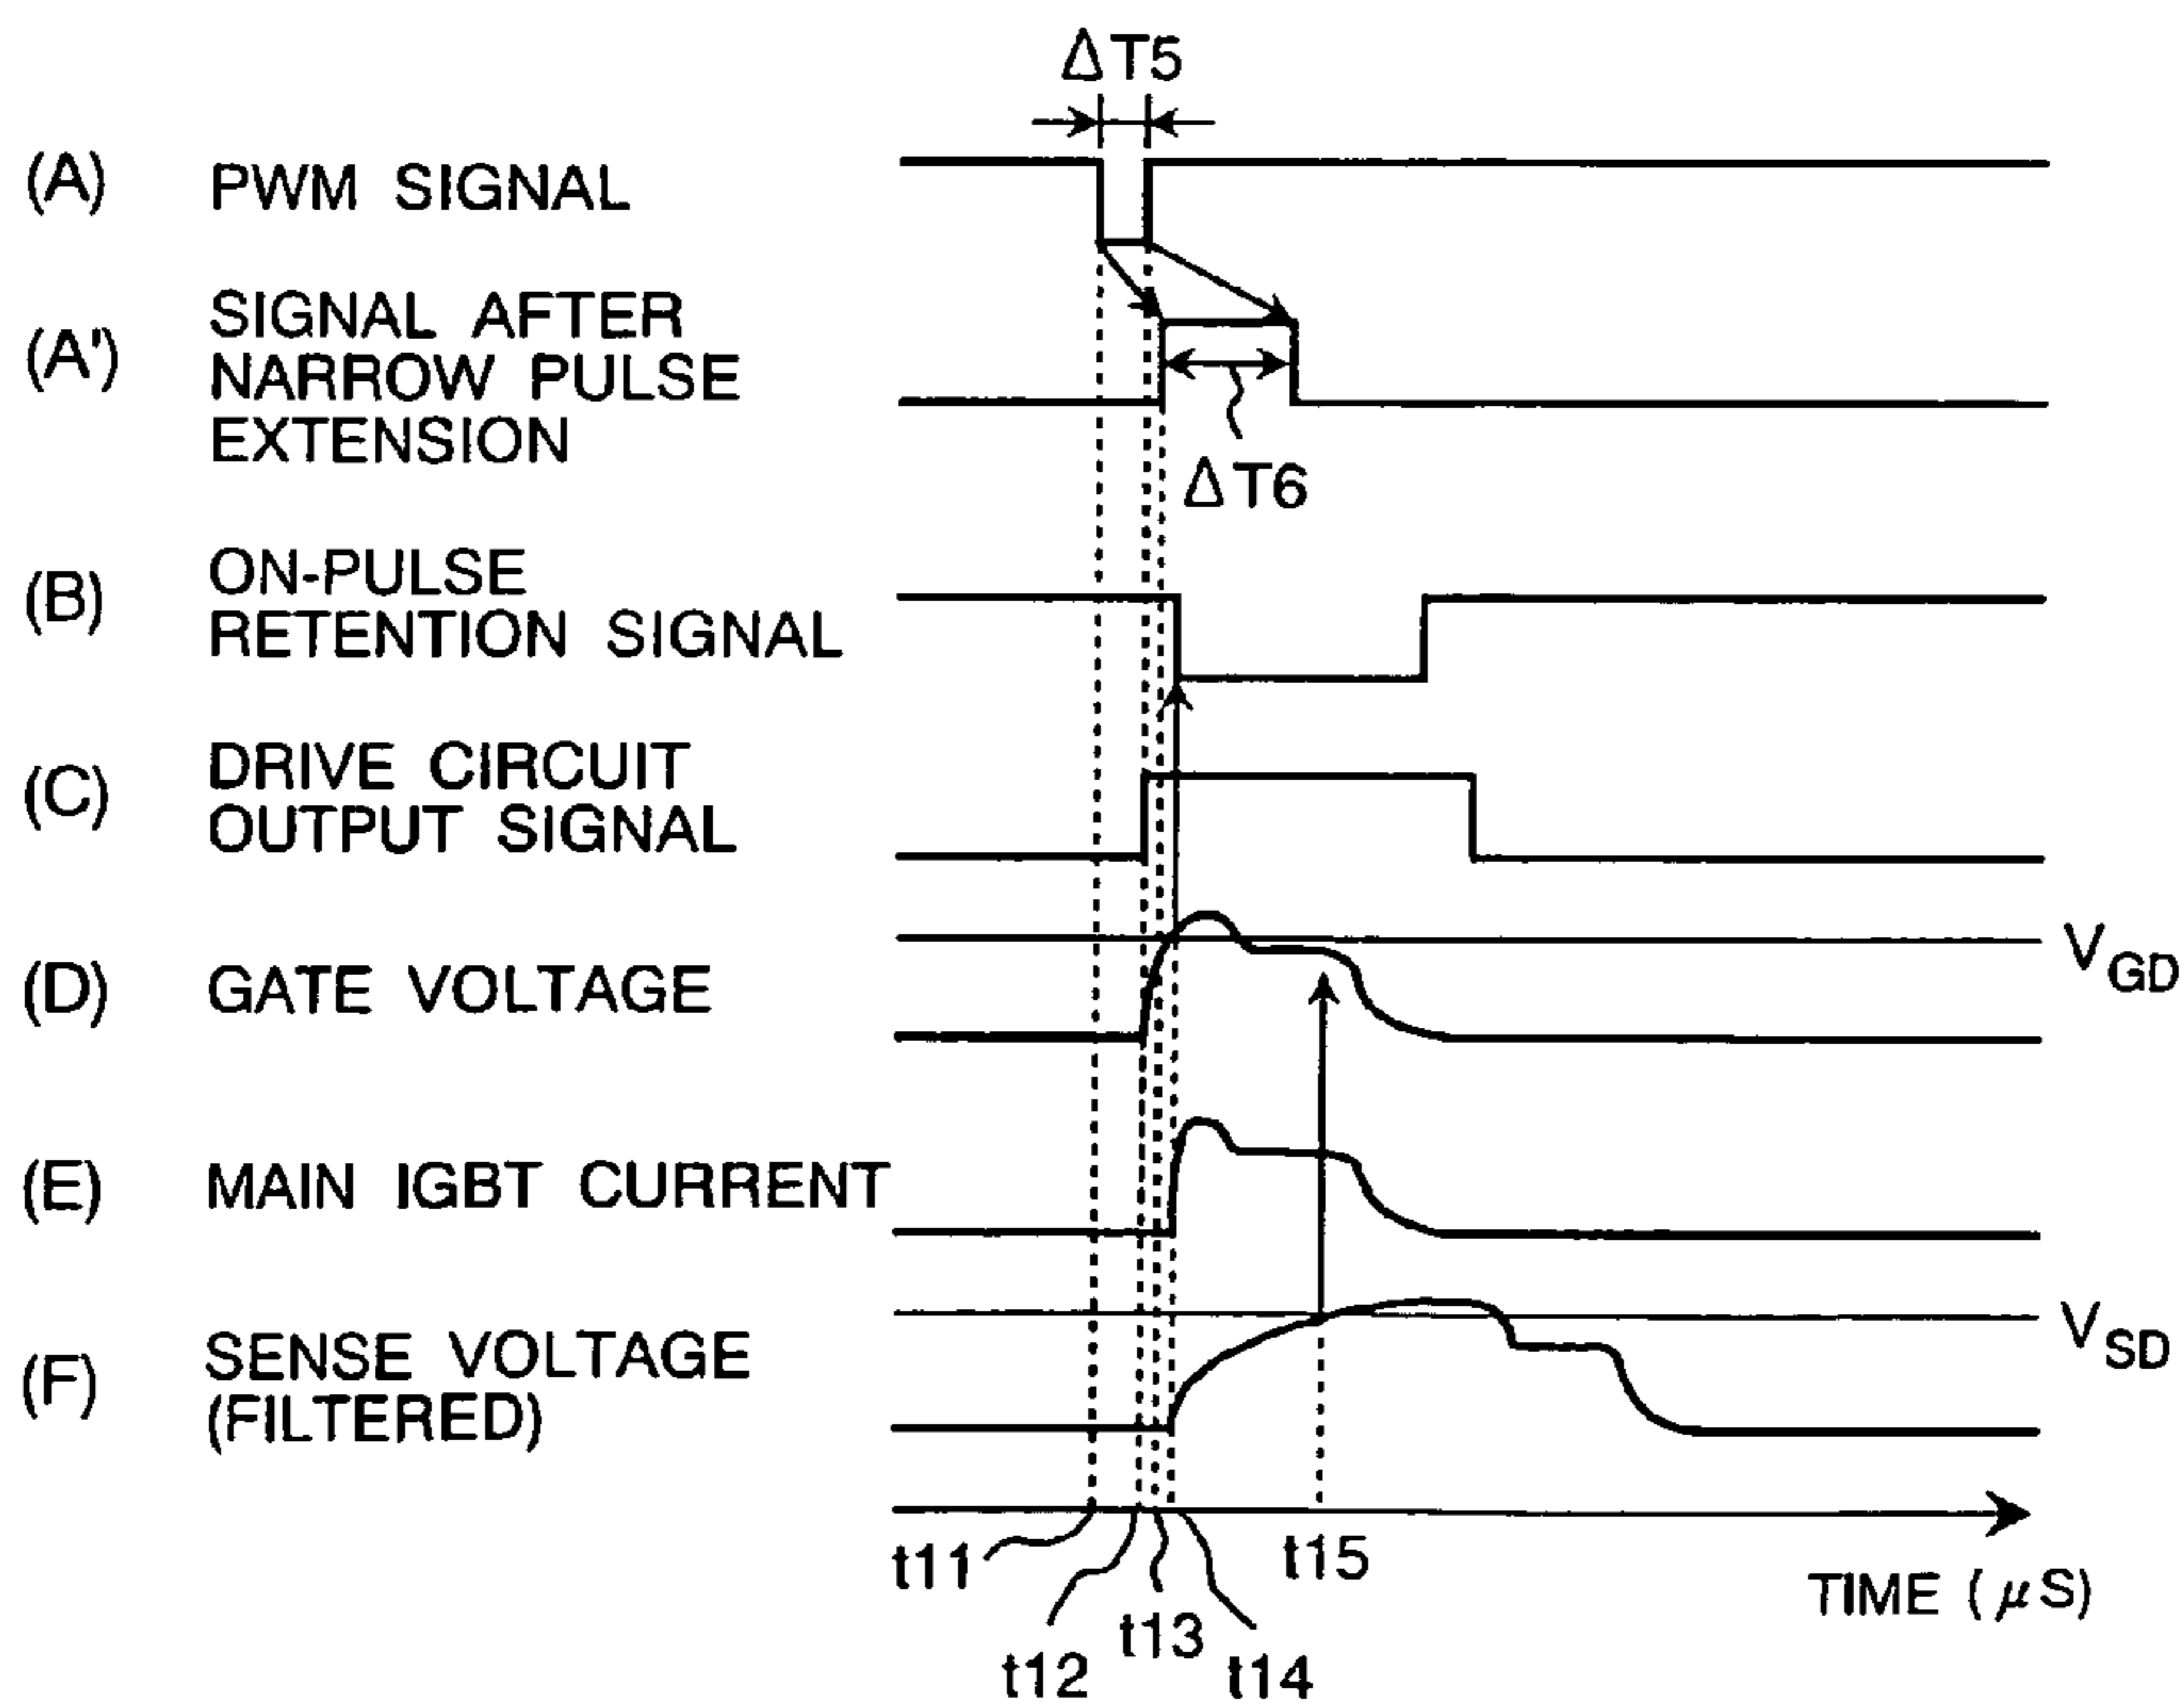 ΔT5
(A) PWM SIGNAL
(A') SIGNAL AFTER
NARROW PULSE
EXTENSION
ΔT6
(B) ON-PULSE
RETENTION SIGNAL
(C) DRIVE CIRCUIT
OUTPUT SIGNAL
(D) GATE VOLTAGE
VGD
(E) MAIN IGBT CURRENT
(F) SENSE VOLTAGE
(FILTERED)
VSD
t11
t12
t13
t14
t15
TIME (μS)